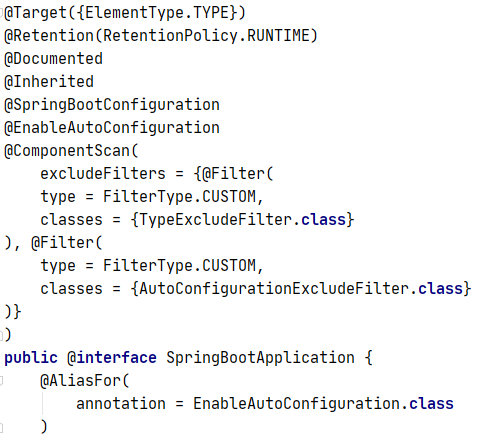 @Target({ElementType.TYPE})
@Retention(RetentionPolicy.RUNTIME)
@Documented
@Inherited
@SpringBootConfiguration
@EnableAutoConfiguration
@ComponentScan(
    excludeFilters = {@Filter(
    type = FilterType.CUSTOM,
    classes = {TypeExcludeFilter.class}
), @Filter(
    type = FilterType.CUSTOM,
    classes = {AutoConfigurationExcludeFilter.class}
)}
)
public @interface SpringBootApplication {
    @AliasFor(
        annotation = EnableAutoConfiguration.class
    )